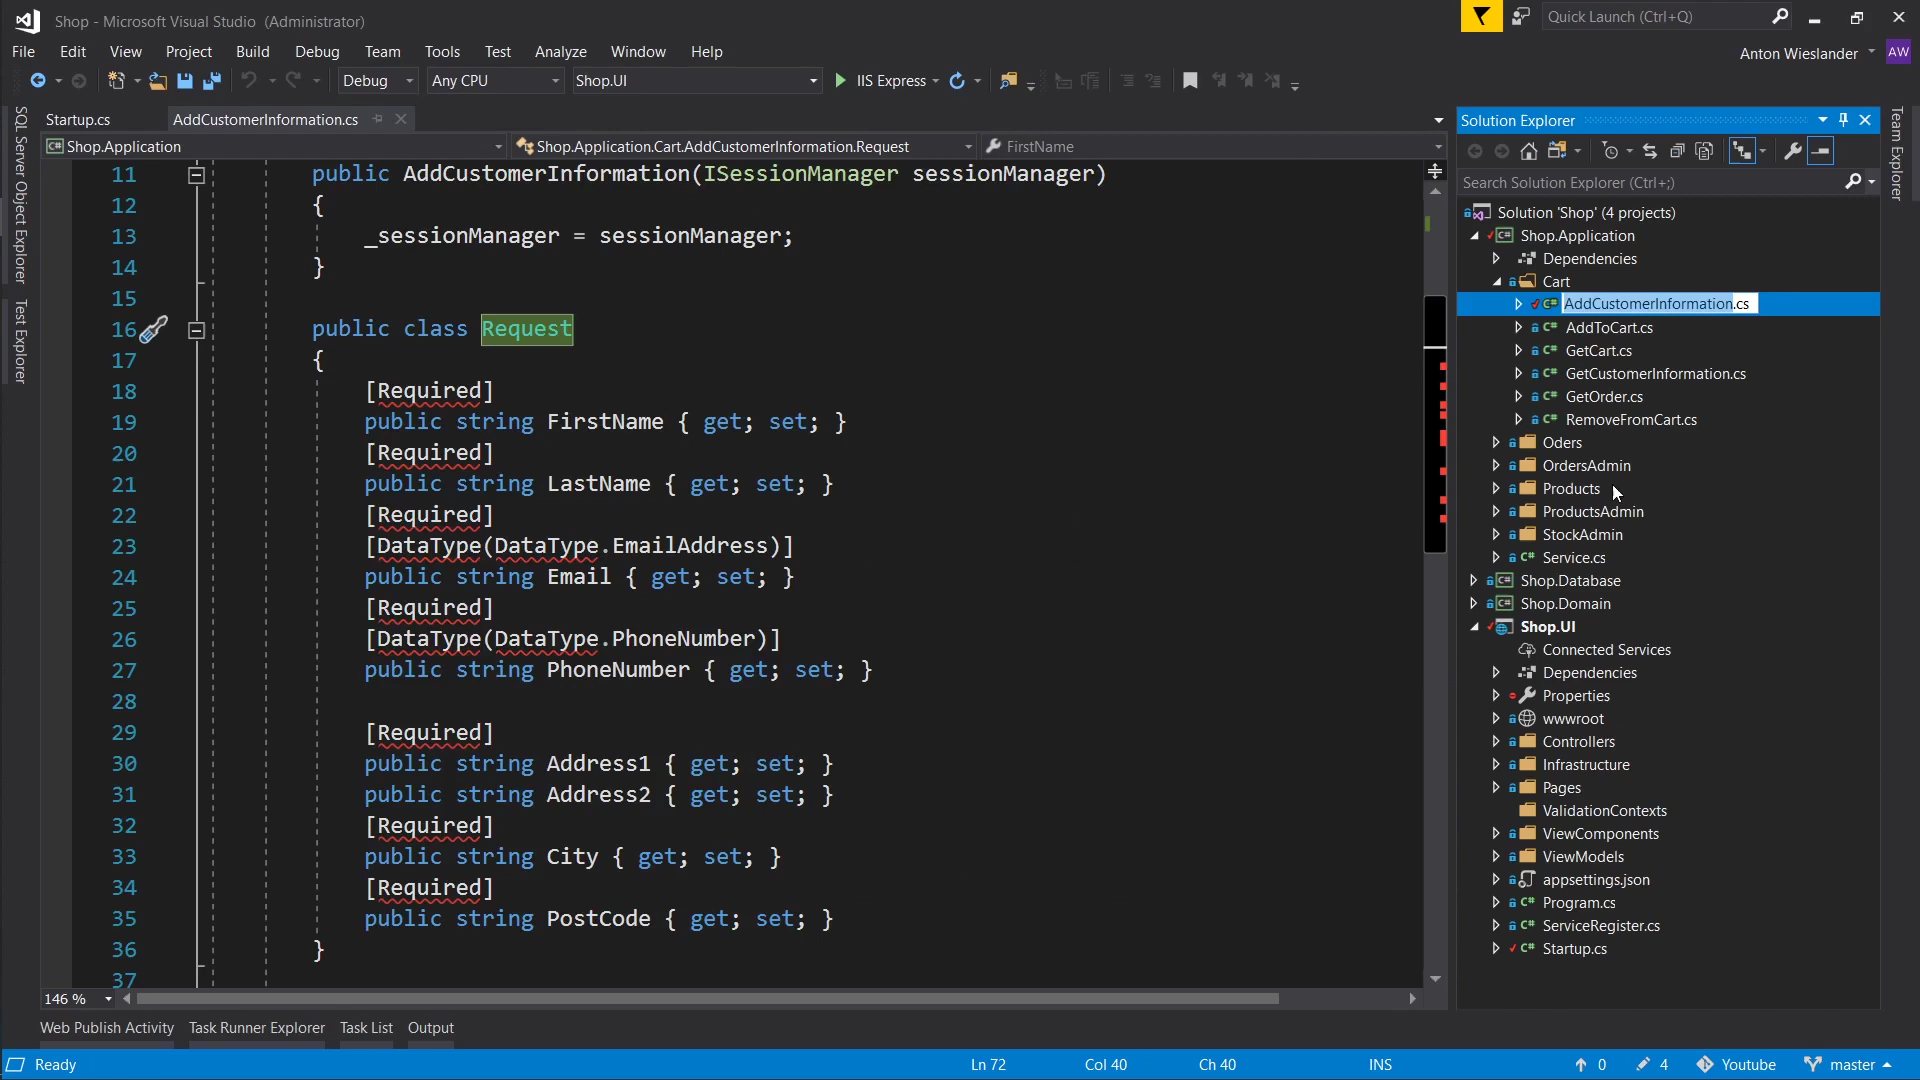 Shop - Microsoft Visual Studio (Administrator)
Quick Launch (Ctrl+Q)
File Edit View Project Build Debug Team Tools Test Analyze Window Help
Anton Wieslander AW
Debug Any CPU Shop.UI IIS Express
SQL Server Object Explorer
Test Explorer
Startup.cs AddCustomerInformation.cs
Shop.Application Shop.Application.Cart.AddCustomerInformation.Request FirstName
11 public AddCustomerInformation(ISessionManager sessionManager)
12 {
13 _sessionManager = sessionManager;
14 }
15
16 public class Request
17 {
18 [Required]
19 public string FirstName { get; set; }
20 [Required]
21 public string LastName { get; set; }
22 [Required]
23 [DataType(DataType.EmailAddress)]
24 public string Email { get; set; }
25 [Required]
26 [DataType(DataType.PhoneNumber)]
27 public string PhoneNumber { get; set; }
28
29 [Required]
30 public string Address1 { get; set; }
31 public string Address2 { get; set; }
32 [Required]
33 public string City { get; set; }
34 [Required]
35 public string PostCode { get; set; }
36 }
37
146 %
Solution Explorer
Search Solution Explorer (Ctrl+;)
Solution 'Shop' (4 projects)
C# Shop.Application
Dependencies
Cart
C# AddCustomerInformation.cs
C# AddToCart.cs
C# GetCart.cs
C# GetCustomerInformation.cs
C# GetOrder.cs
C# RemoveFromCart.cs
Oders
OrdersAdmin
Products
ProductsAdmin
StockAdmin
C# Service.cs
C# Shop.Database
C# Shop.Domain
Shop.UI
Connected Services
Dependencies
Properties
wwwroot
Controllers
Infrastructure
Pages
ValidationContexts
ViewComponents
ViewModels
appsettings.json
C# Program.cs
C# ServiceRegister.cs
C# Startup.cs
Team Explorer
Web Publish Activity Task Runner Explorer Task List Output
Ready Ln 72 Col 40 Ch 40 INS 0 4 Youtube master